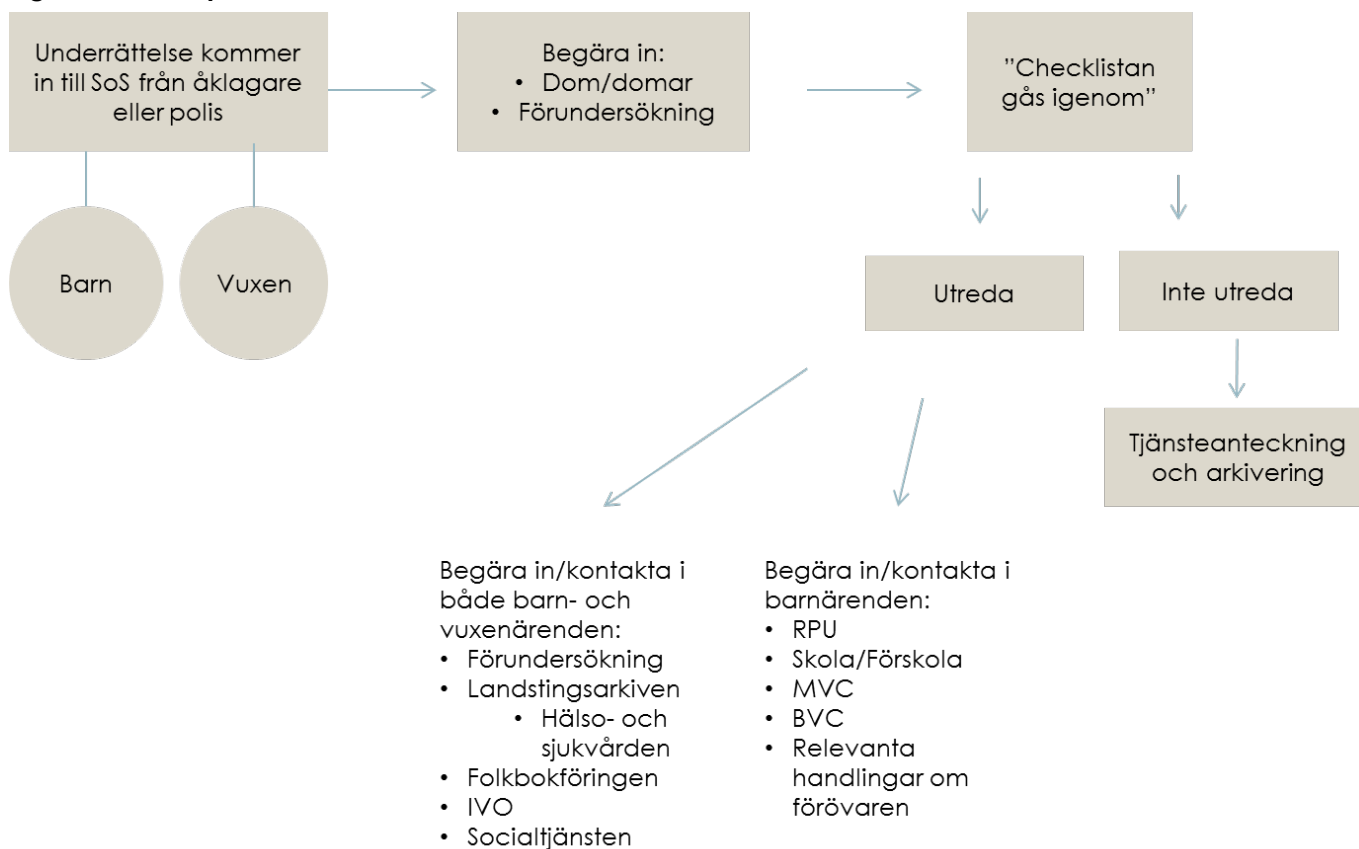 Underrättelse kommer
in till SoS från åklagare
eller polis
Begära in:
• Dom/domar
• Förundersökning
”Checklistan
gås igenom”
Barn
Vuxen
Utreda
Inte utreda
Tjänsteanteckning
och arkivering
Begära in/kontakta i
både barn- och
vuxenärenden:
• Förundersökning
• Landstingsarkiven
• Hälso- och
sjukvården
• Folkbokföringen
• IVO
• Socialtjänsten
Begära in/kontakta i
barnärenden:
• RPU
• Skola/Förskola
• MVC
• BVC
• Relevanta
handlingar om
förövaren